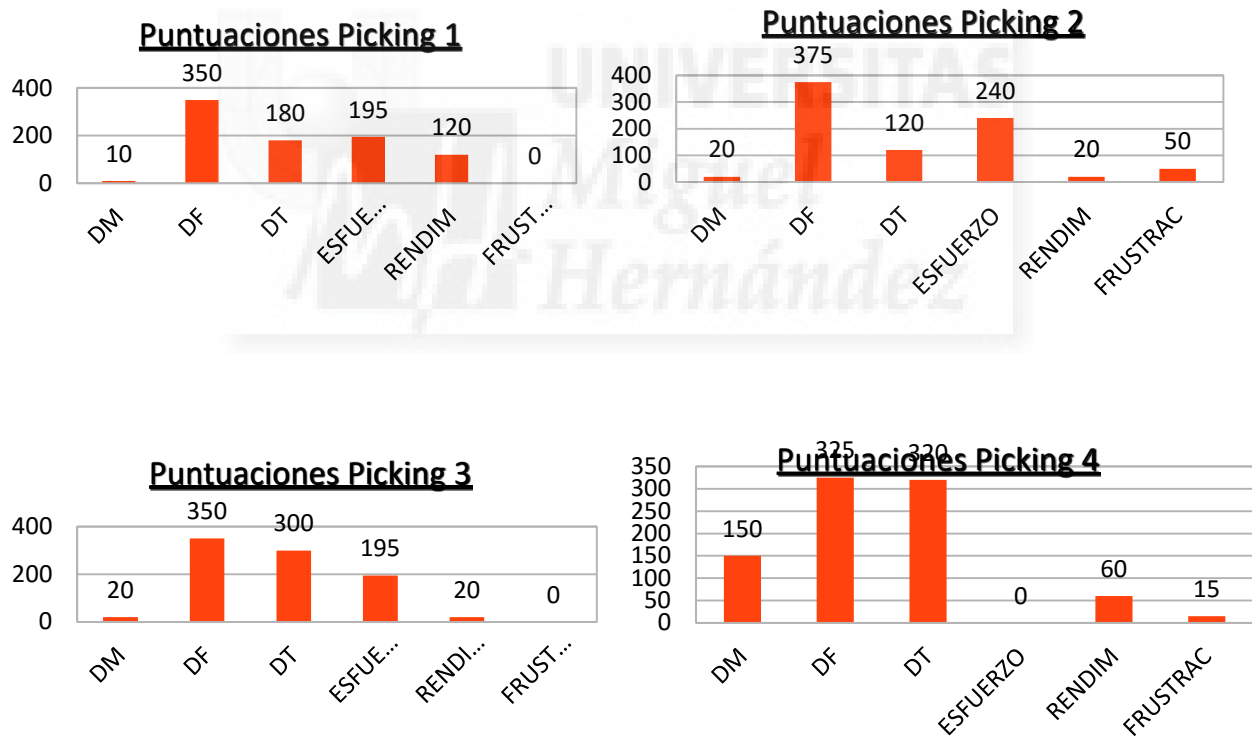 Puntuaciones Picking 1
400
200
0
10
350
180
195
120
0
DM
DF
DT
ESFUE...
RENDIM
FRUST...
Puntuaciones Picking 2
400
300
200
100
0
20
375
120
240
20
50
DM
DF
DT
ESFUERZO
RENDIM
FRUSTRAC
UNIVERSITAS
Miguel
Hernández
Puntuaciones Picking 3
400
200
0
20
350
300
195
20
0
DM
DF
DT
ESFUE...
RENDI...
FRUST...
Puntuaciones Picking 4
350
300
250
200
150
100
50
0
150
325
320
0
60
15
DM
DF
DT
ESFUERZO
RENDIM
FRUSTRAC